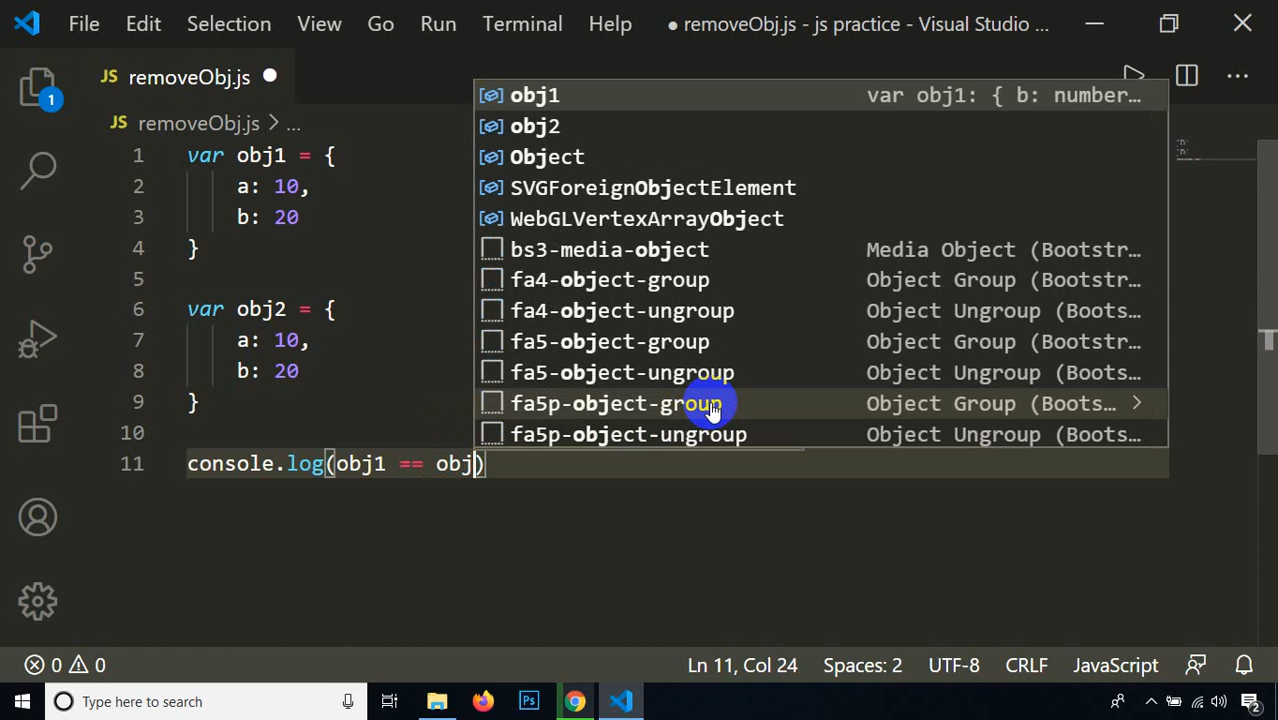 File Edit Selection View Go Run Terminal Help ● removeObj.js - js practice - Visual Studio ...
JS removeObj.js ●
JS removeObj.js > ...
1 var obj1 = {
2 a: 10,
3 b: 20
4 }
5
6 var obj2 = {
7 a: 10,
8 b: 20
9 }
10
11 console.log(obj1 == obj)
obj1 var obj1: { b: number...
obj2
Object
SVGForeignObjectElement
WebGLVertexArrayObject
bs3-media-object Media Object (Bootstr...
fa4-object-group Object Group (Bootstr...
fa4-object-ungroup Object Ungroup (Boots...
fa5-object-group Object Group (Bootstr...
fa5-object-ungroup Object Ungroup (Boots...
fa5p-object-group Object Group (Boots... >
fa5p-object-ungroup Object Ungroup (Boots...
1
0 0 Ln 11, Col 24 Spaces: 2 UTF-8 CRLF JavaScript
Type here to search Ps 2